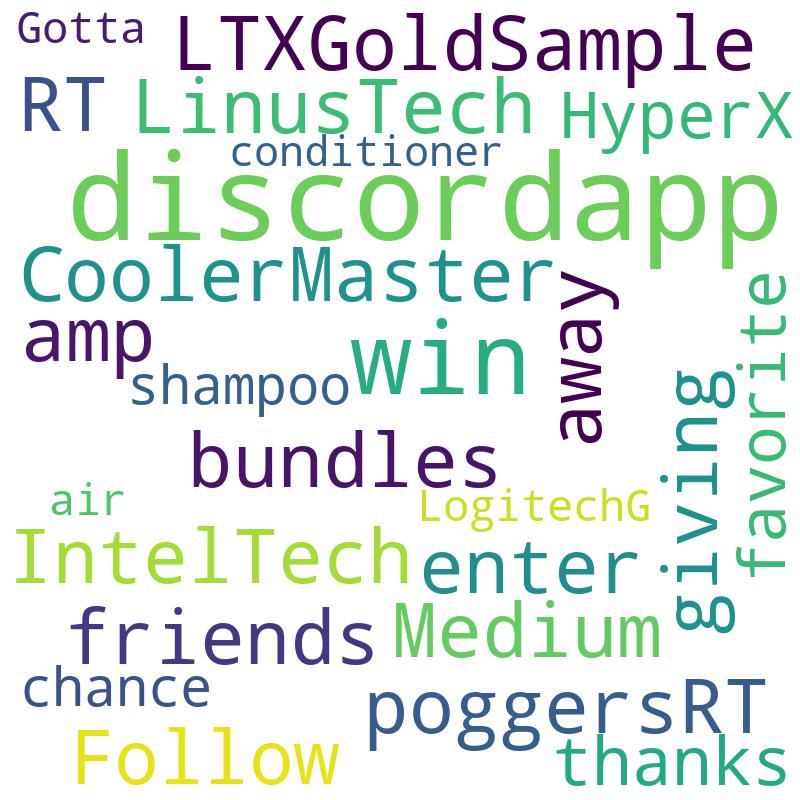 Gotta
LTXGoldSample
RT
LinusTech
HyperX
conditioner
discordapp
CoolerMaster
away
favorite
amp
win
shampoo
giving
bundles
air
LogitechG
IntelTech
enter
friends
Medium
chance
poggersRT
Follow
thanks